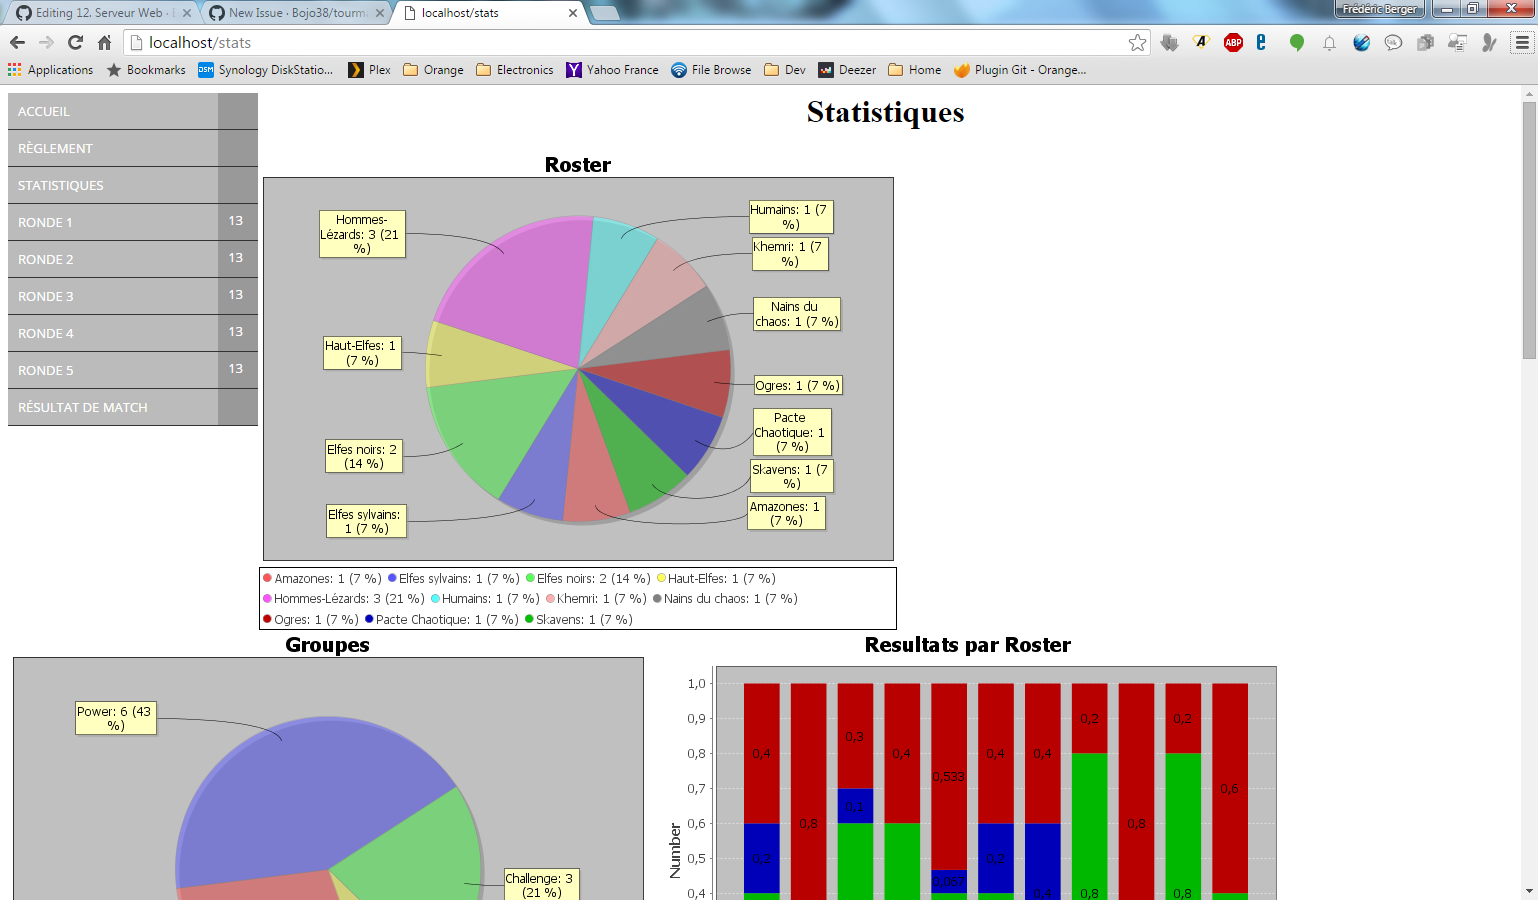 Editing 12. Serveur Web ·
New Issue · Bojo38/tourm
localhost/stats
Frédéric Berger
localhost/stats
Applications
Bookmarks
Synology DiskStatio...
Plex
Orange
Electronics
Yahoo France
File Browse
Dev
Deezer
Home
Plugin Git - Orange...
ACCUEIL
RÈGLEMENT
STATISTIQUES
RONDE 1 13
RONDE 2 13
RONDE 3 13
RONDE 4 13
RONDE 5 13
RÉSULTAT DE MATCH
Statistiques
Roster
Hommes-
Lézards: 3 (21
%)
Haut-Elfes: 1
(7 %)
Elfes noirs: 2
(14 %)
Elfes sylvains:
1 (7 %)
Humains: 1 (7
%)
Khemri: 1 (7
%)
Nains du
chaos: 1 (7 %)
Ogres: 1 (7 %)
Pacte
Chaotique: 1
(7 %)
Skavens: 1 (7
%)
Amazones: 1
(7 %)
Amazones: 1 (7 %) Elfes sylvains: 1 (7 %) Elfes noirs: 2 (14 %) Haut-Elfes: 1 (7 %)
Hommes-Lézards: 3 (21 %) Humains: 1 (7 %) Khemri: 1 (7 %) Nains du chaos: 1 (7 %)
Ogres: 1 (7 %) Pacte Chaotique: 1 (7 %) Skavens: 1 (7 %)
Groupes
Power: 6 (43
%)
Challenge: 3
(21 %)
Resultats par Roster
Number
1,0
0,9
0,8
0,7
0,6
0,5
0,4
0,4
0,2
0,8
0,3
0,1
0,4
0,533
0,067
0,4
0,2
0,4
0,4
0,2
0,8
0,8
0,2
0,8
0,6